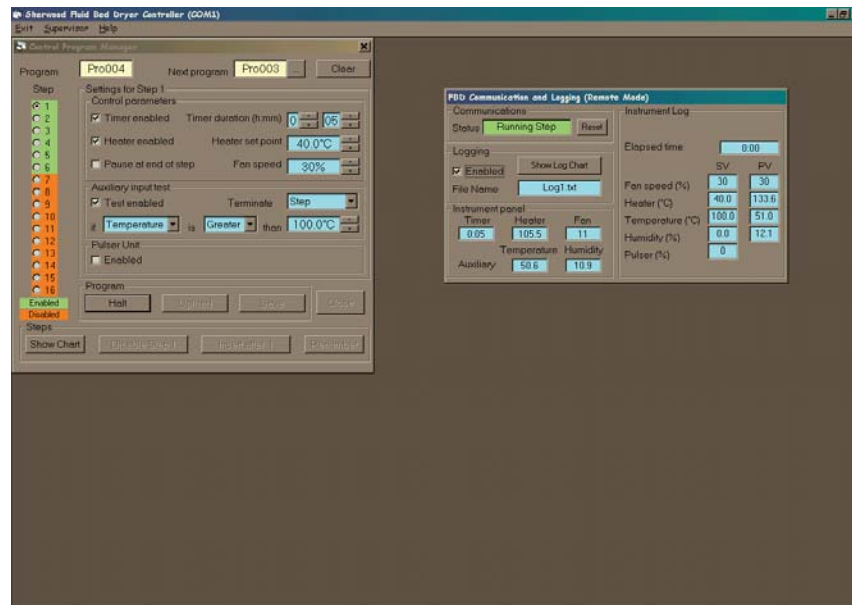 Sherwood Fluid Bed Dryer Controller (COM1)
Exit Supervisor Help
Control Program Manager
Program Pro004 Next program Pro003 ... Clear
Step
1
2
3
4
5
6
7
8
9
10
11
12
13
14
15
16
Enabled
Disabled
Settings for Step 1
Control parameters
Timer enabled Timer duration (h:mm) 0 05
Heater enabled Heater set point 40.0°C
Pause at end of step Fan speed 30%
Auxiliary input test
Test enabled Terminate Step
if Temperature is Greater than 100.0°C
Pulser Unit
Enabled
Program
Halt Close
Steps
Show Chart Renumber
FBD Communication and Logging (Remote Mode)
Communications
Status Running Step Reset
Logging
Enabled Show Log Chart
File Name Log1.txt
Instrument panel
Timer Heater Fan
0:05 105.5 11
Temperature Humidity
Auxiliary 50.6 10.9
Instrument Log
Elapsed time 0:00
SV PV
Fan speed (%) 30 30
Heater (°C) 40.0 133.6
Temperature (°C) 100.0 51.0
Humidity (%) 0.0 12.1
Pulser (%) 0